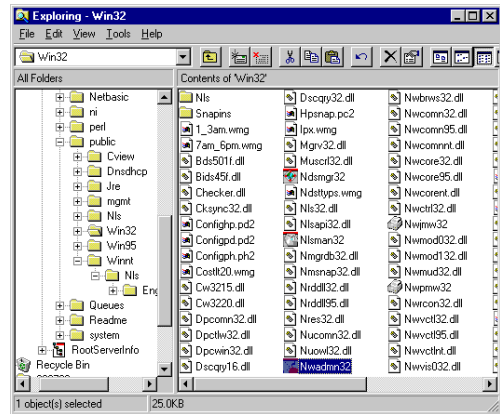 Exploring - Win32
File Edit View Tools Help
Win32
All Folders
Contents of 'Win32'
Netbasic
ni
perl
public
Cview
Dnsdhcp
Jre
mgmt
Nls
Win32
Win95
Winnt
Nls
Eng
Queues
Readme
system
RootServerInfo
Recycle Bin
Nls
Snapins
1_3am.wmg
7am_6pm.wmg
Bds501f.dll
Bids45f.dll
Checker.dll
Cksync32.dll
Confighp.pd2
Configpd.pd2
Configph.ph2
Costlt20.wmg
Cw3215.dll
Cw3220.dll
Dpcomn32.dll
Dpctlw32.dll
Dpcwin32.dll
Dscqry16.dll
Dscqry32.dll
Hpsnap.pc2
Ipx.wmg
Mgrv32.dll
Muscrl32.dll
Ndsmgr32
Ndsttyps.wmg
Nls32.dll
Nlsapi32.dll
Nlsman32
Nmgrdb32.dll
Nmsnap32.dll
Nrddll32.dll
Nrddll95.dll
Nres32.dll
Nucomn32.dll
Nuowl32.dll
Nwadmn32
Nwbrws32.dll
Nwcomn32.dll
Nwcomn95.dll
Nwcomnnt.dll
Nwcore32.dll
Nwcore95.dll
Nwcorent.dll
Nwctrl32.dll
Nwjmw32
Nwmod032.dll
Nwmod132.dll
Nwmud32.dll
Nwpmw32
Nwrcon32.dll
Nwvctl32.dll
Nwvctl95.dll
Nwvctlnt.dll
Nwvis032.dll
1 object(s) selected
25.0KB